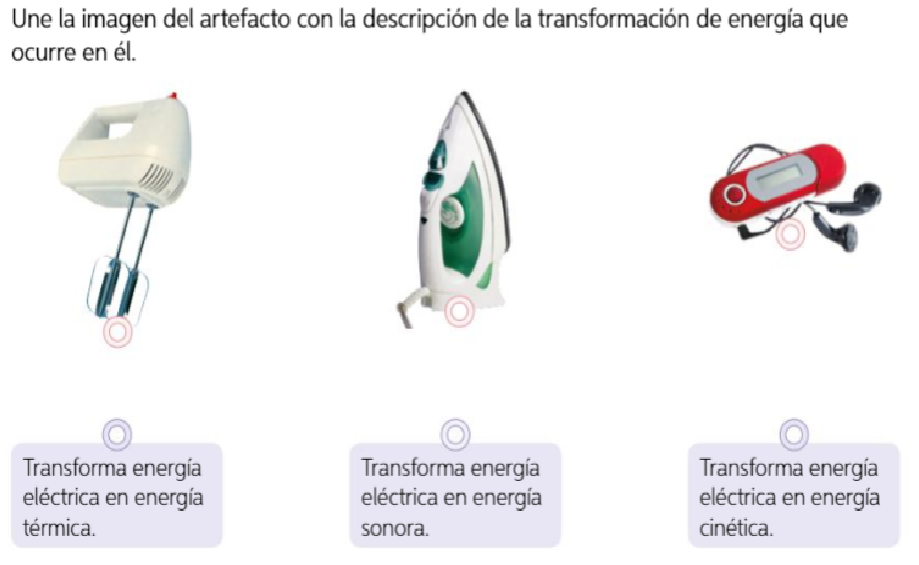 Une la imagen del artefacto con la descripción de la transformación de energía que
ocurre en él.
Transforma energía
eléctrica en energía
térmica.
Transforma energía
eléctrica en energía
sonora.
Transforma energía
eléctrica en energía
cinética.